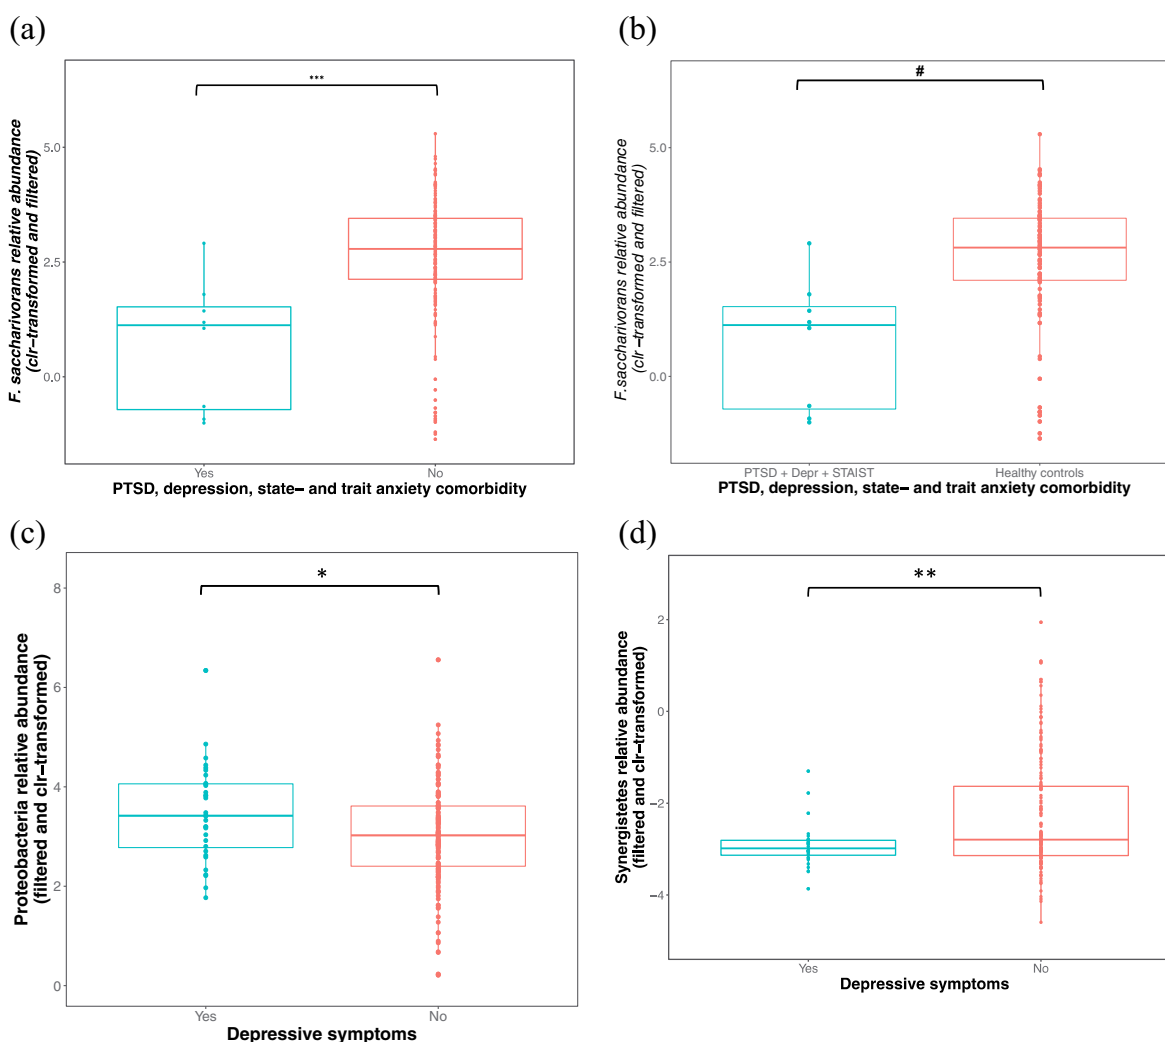 (a)
***
F. saccharivorans relative abundance
(clr−transformed and filtered)
5.0
2.5
0.0
Yes
No
PTSD, depression, state− and trait anxiety comorbidity
(b)
#
F.saccharivorans relative abundance
(clr−transformed and filtered)
5.0
2.5
0.0
PTSD + Depr + STAIST
Healthy controls
PTSD, depression, state− and trait anxiety comorbidity
(c)
*
Proteobacteria relative abundance
(filtered and clr−transformed)
8
6
4
2
0
Yes
No
Depressive symptoms
(d)
**
Synergistetes relative abundance
(filtered and clr−transformed)
2
0
−2
−4
Yes
No
Depressive symptoms